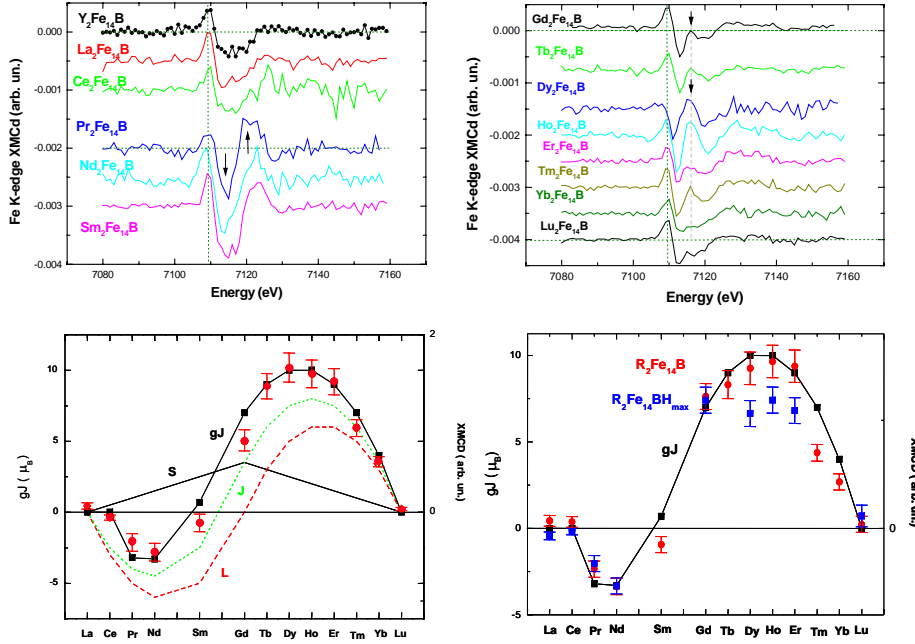 Y2Fe14B
La2Fe14B
Ce2Fe14B
Pr2Fe14B
Nd2Fe14B
Sm2Fe14B
Fe K-edge XMCd (arb. un.)
0.000
-0.001
-0.002
-0.003
-0.004
7080 7100 7120 7140 7160
Energy (eV)
Gd2Fe14B
Tb2Fe14B
Dy2Fe14B
Ho2Fe14B
Er2Fe14B
Tm2Fe14B
Yb2Fe14B
Lu2Fe14B
Fe K-edge XMCd (arb. un.)
0.000
-0.001
-0.002
-0.003
-0.004
7080 7100 7120 7140 7160
Energy (eV)
gJ ( μB)
10
5
0
-5
2
0
XMCD ( arb. un.)
S
gJ
J
L
La Ce Pr Nd Sm Gd Tb Dy Ho Er Tm Yb Lu
gJ ( μB)
10
5
0
-5
0
R2Fe14B
R2Fe14BHmax
gJ
La Ce Pr Nd Sm Gd Tb Dy Ho Er Tm Yb Lu